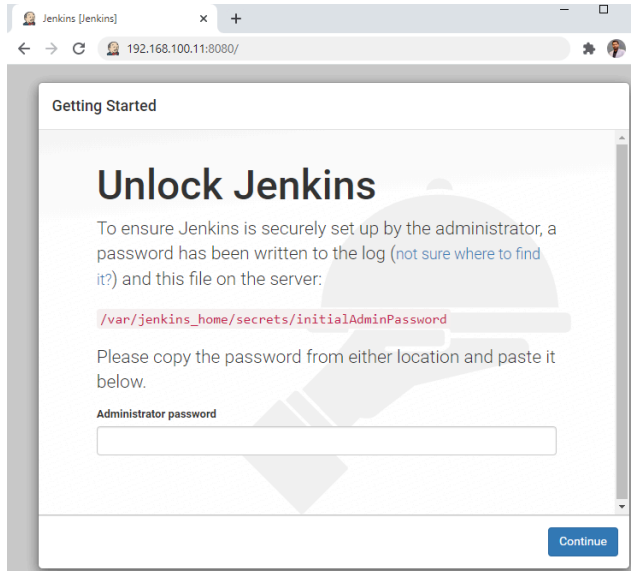 Jenkins [Jenkins]
192.168.100.11:8080/
Getting Started
Unlock Jenkins
To ensure Jenkins is securely set up by the administrator, a
password has been written to the log (not sure where to find
it?) and this file on the server:
/var/jenkins_home/secrets/initialAdminPassword
Please copy the password from either location and paste it
below.
Administrator password
Continue